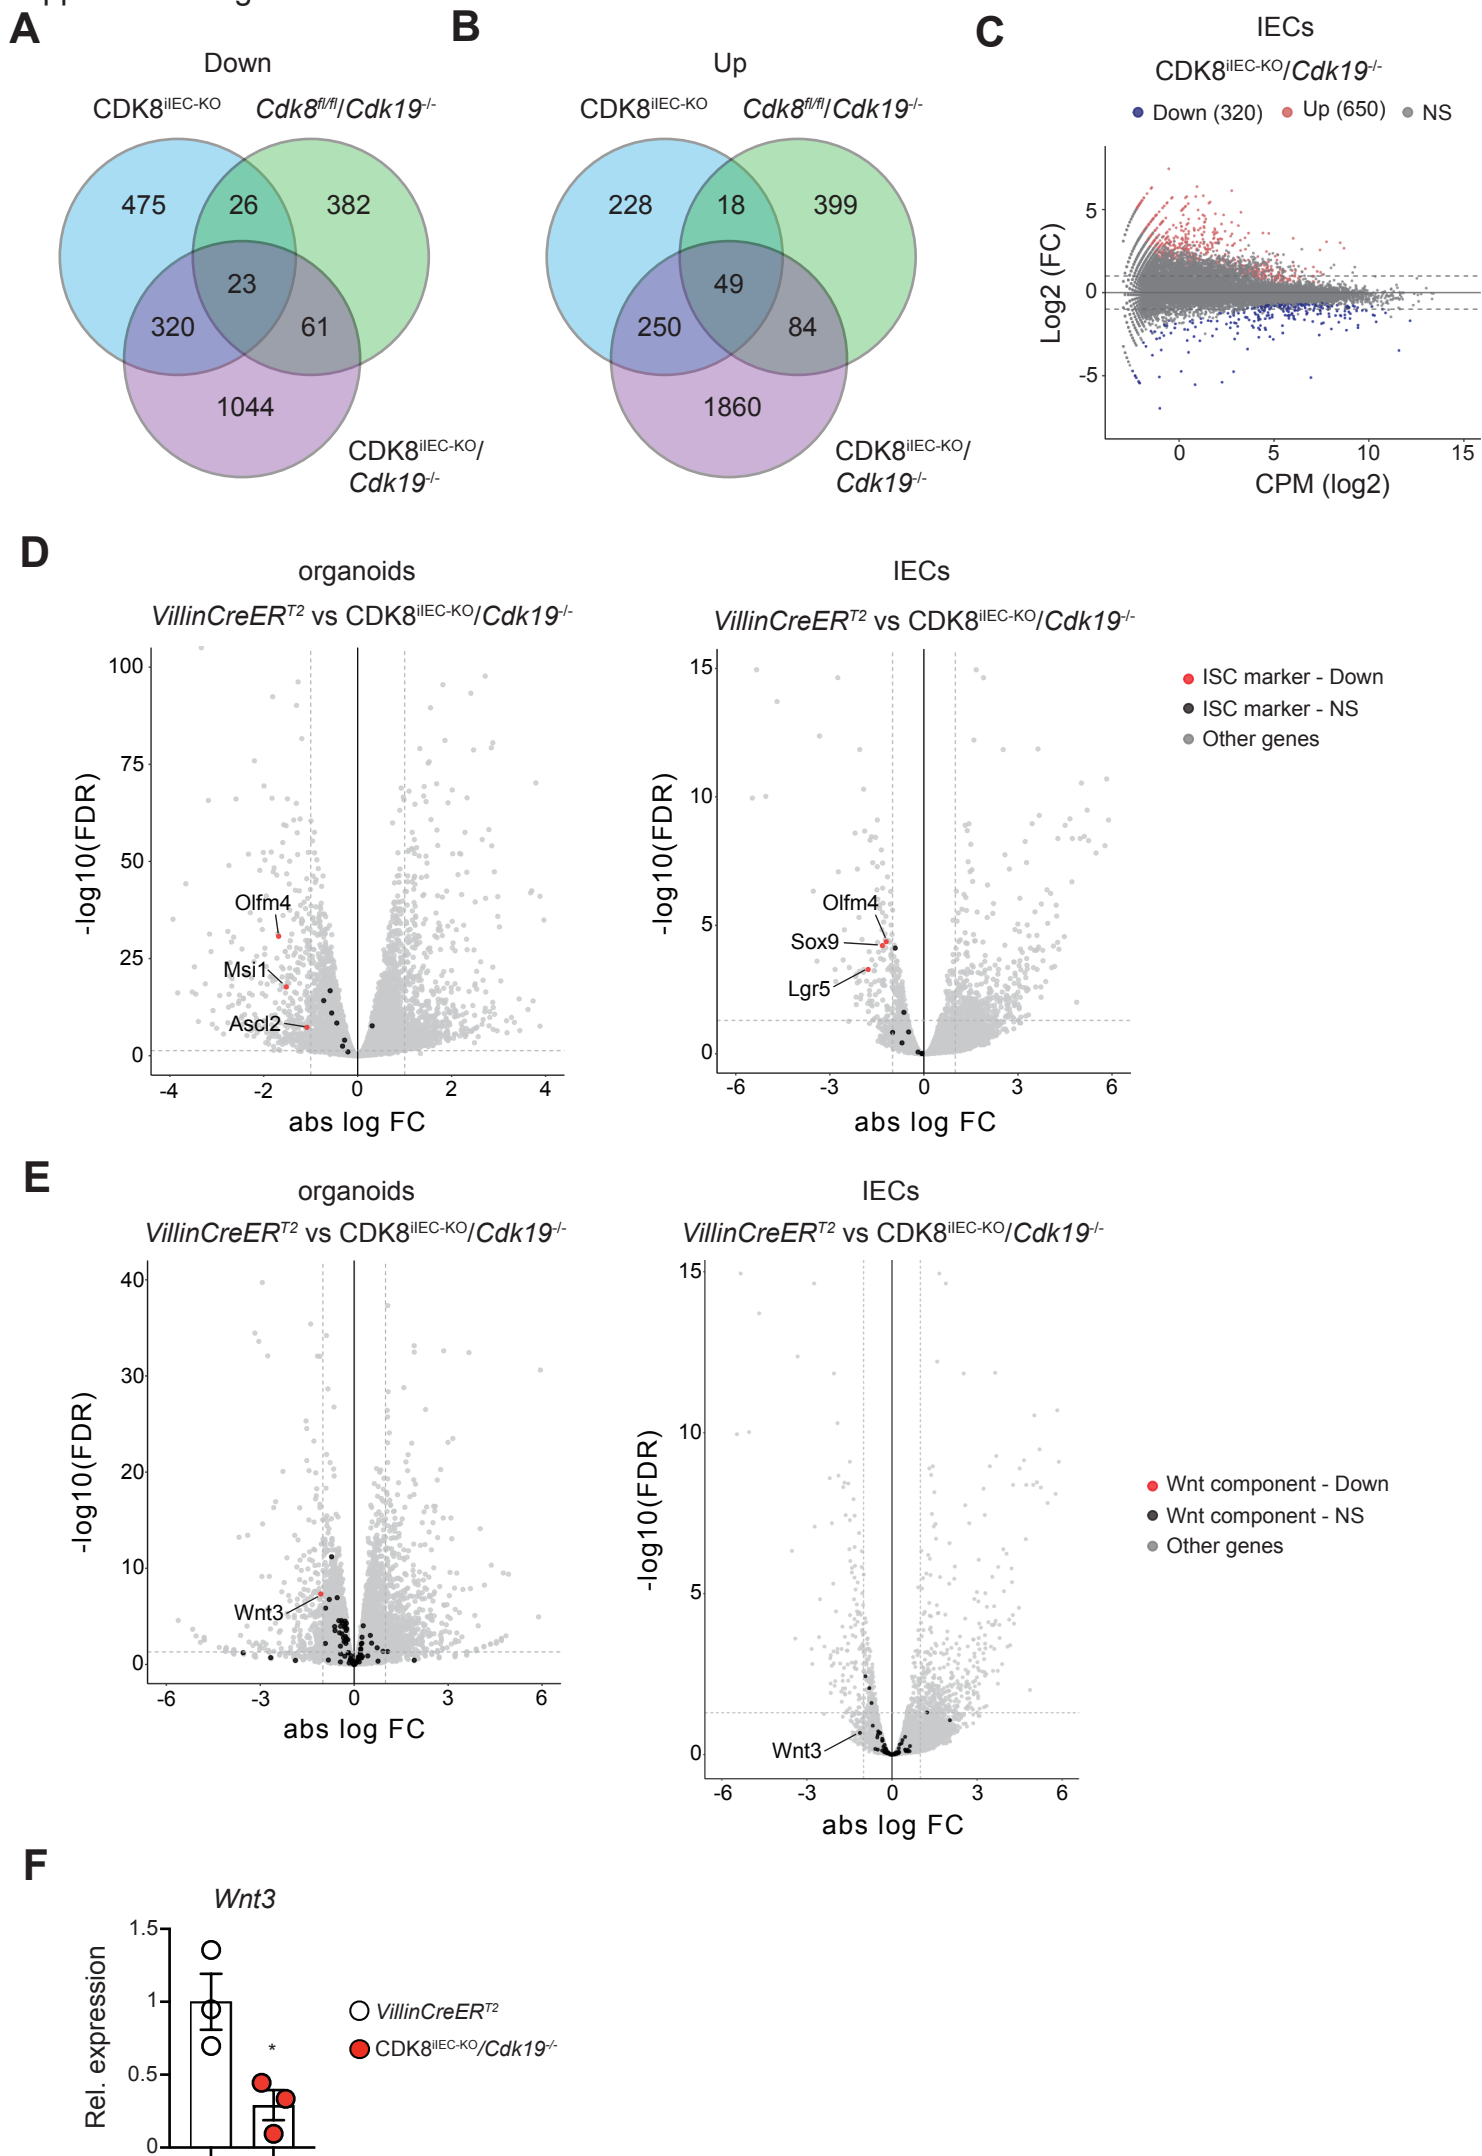 A
Down
CDK8iIEC-KO
Cdk8fl/fl/Cdk19-/-
475
26
382
23
320
61
1044
CDK8iIEC-KO/
Cdk19-/-
B
Up
CDK8iIEC-KO
Cdk8fl/fl/Cdk19-/-
228
18
399
49
250
84
1860
CDK8iIEC-KO/
Cdk19-/-
C
IECs
CDK8iIEC-KO/Cdk19-/-
Down (320) Up (650) NS
Log2 (FC)
5
0
-5
0 5 10 15
CPM (log2)
D
organoids
VillinCreERT2 vs CDK8iIEC-KO/Cdk19-/-
-log10(FDR)
100
75
50
25
0
Olfm4
Msi1
Ascl2
-4 -2 0 2 4
abs log FC
IECs
VillinCreERT2 vs CDK8iIEC-KO/Cdk19-/-
-log10(FDR)
15
10
5
0
Olfm4
Sox9
Lgr5
-6 -3 0 3 6
abs log FC
ISC marker - Down
ISC marker - NS
Other genes
E
organoids
VillinCreERT2 vs CDK8iIEC-KO/Cdk19-/-
-log10(FDR)
40
30
20
10
0
Wnt3
-6 -3 0 3 6
abs log FC
IECs
VillinCreERT2 vs CDK8iIEC-KO/Cdk19-/-
-log10(FDR)
15
10
5
0
Wnt3
-6 -3 0 3 6
abs log FC
Wnt component - Down
Wnt component - NS
Other genes
F
Wnt3
Rel. expression
1.5
1
0.5
0
*
VillinCreERT2
CDK8iIEC-KO/Cdk19-/-